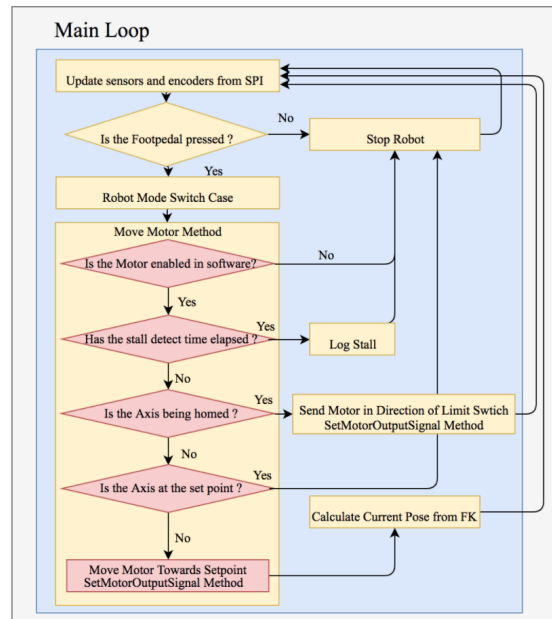 Main Loop
Update sensors and encoders from SPI
No
Is the Footpedal pressed ?
Stop Robot
Yes
Robot Mode Switch Case
Move Motor Method
Is the Motor enabled in software?
No
Yes
Has the stall detect time elapsed ?
Yes
Log Stall
No
Is the Axis being homed ?
Yes
Send Motor in Direction of Limit Swtich
SetMotorOutputSignal Method
No
Is the Axis at the set point ?
Yes
Calculate Current Pose from FK
No
Move Motor Towards Setpoint
SetMotorOutputSignal Method